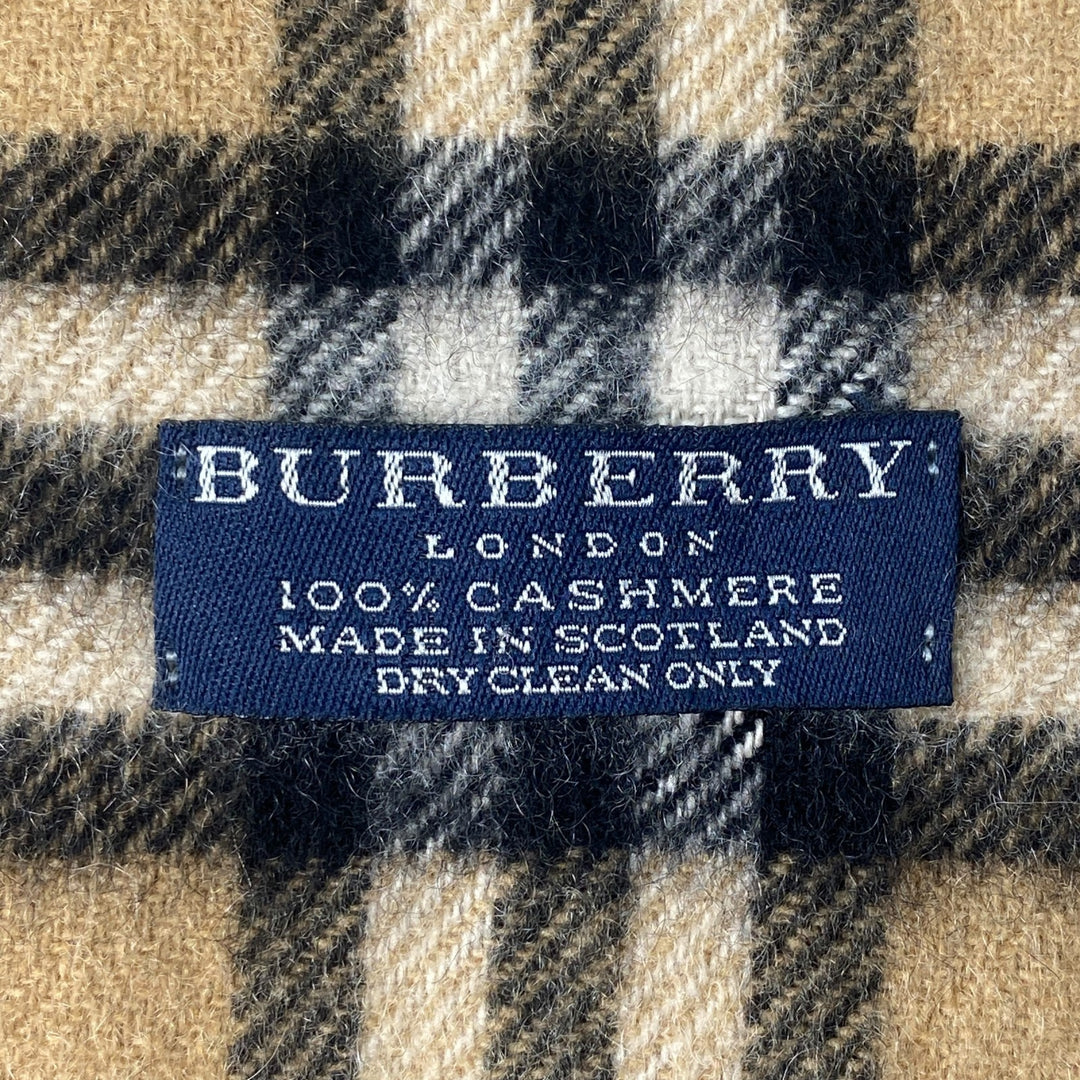 BURBERRY
LONDON
100% CASHMERE
MADE IN SCOTLAND
DRY CLEAN ONLY